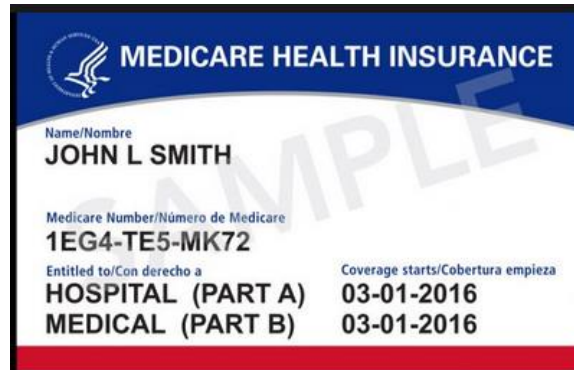 MEDICARE HEALTH INSURANCE
Name/Nombre
JOHN L SMITH
Medicare Number/Número de Medicare
1EG4-TE5-MK72
Entitled to/Con derecho a Coverage starts/Cobertura empieza
HOSPITAL (PART A) 03-01-2016
MEDICAL (PART B) 03-01-2016
SAMPLE